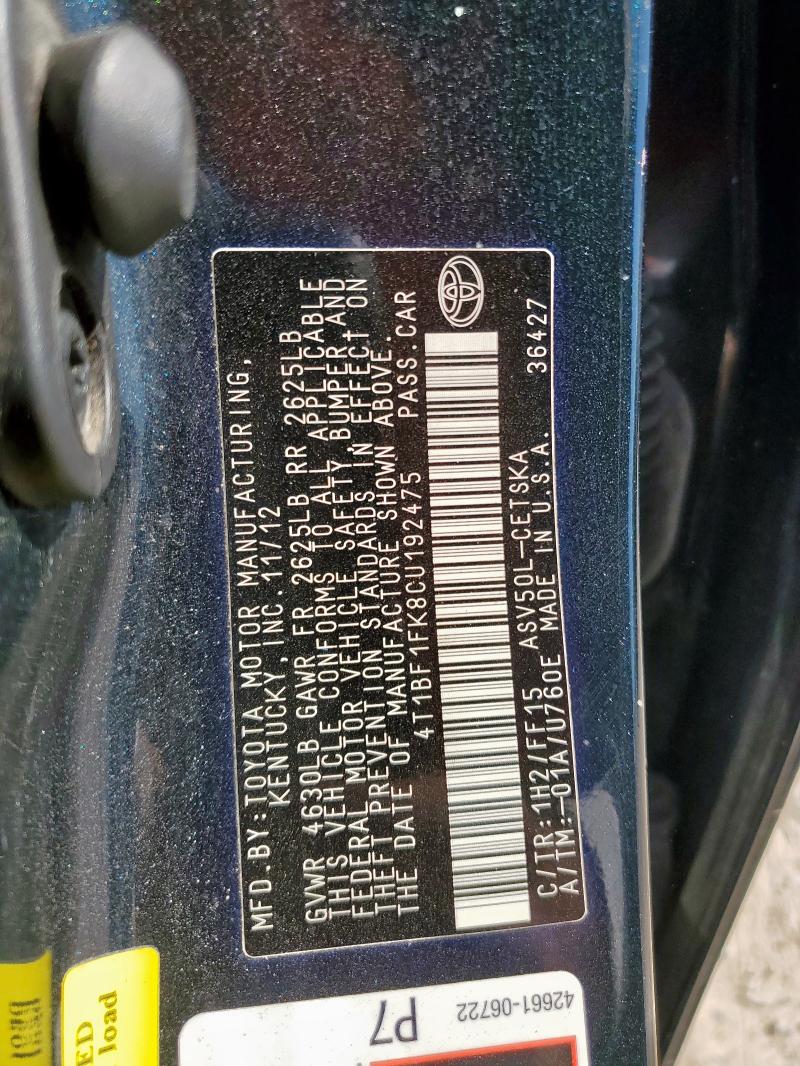 MFD.BY:TOYOTA MOTOR MANUFACTURING,
KENTUCKY, INC. 11/12
GVWR 4630LB GAWR FR 2625LB RR 2625LB
THIS VEHICLE CONFORMS TO ALL APPLICABLE
FEDERAL MOTOR VEHICLE SAFETY, BUMPER, AND
THEFT PREVENTION STANDARDS IN EFFECT ON
THE DATE OF MANUFACTURE SHOWN ABOVE.
4T1BF1FK8CU192475 PASS.CAR
C/TR:1H2/FF15 ASV50L-CETSKA 36427
A/TM:-01A/U760E MADE IN U.S.A.
42661-06722
P7
ED
load